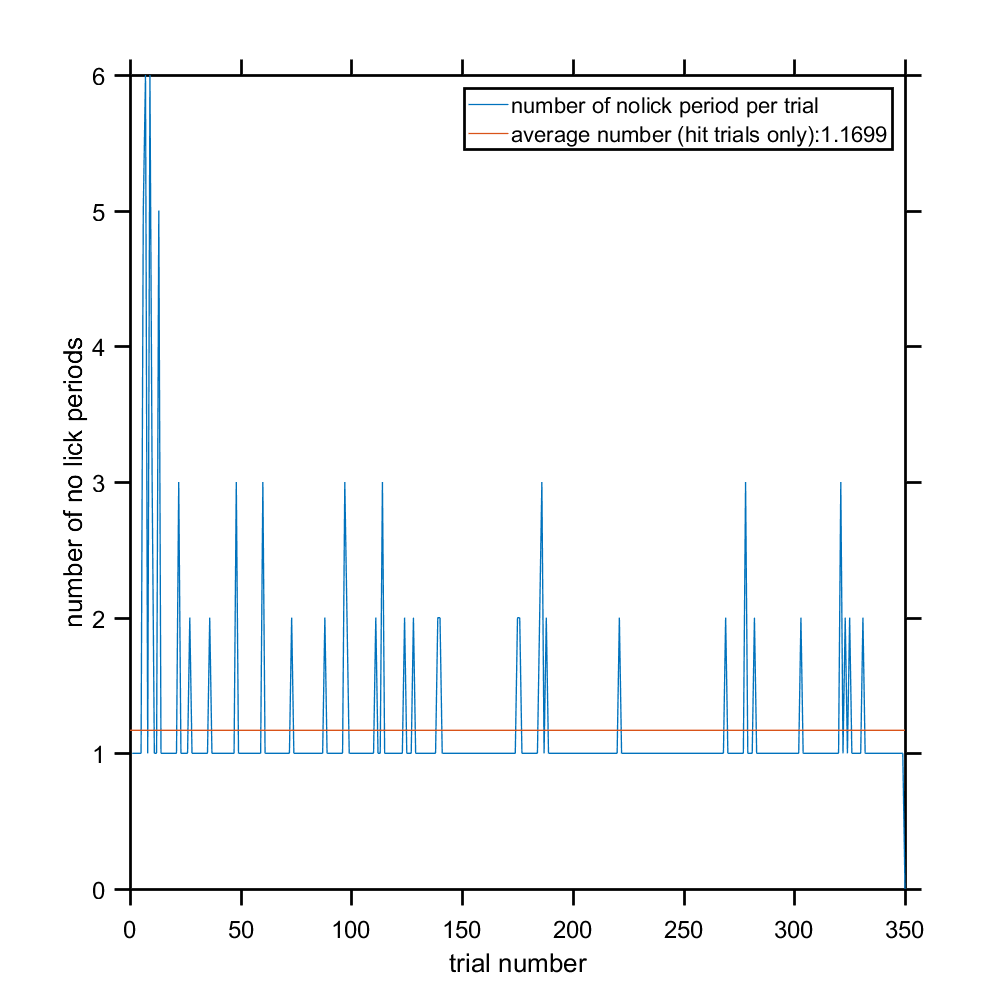 number of nolick period per trial
average number (hit trials only):1.1699
number of no lick periods
6
5
4
3
2
1
0
0 50 100 150 200 250 300 350
trial number